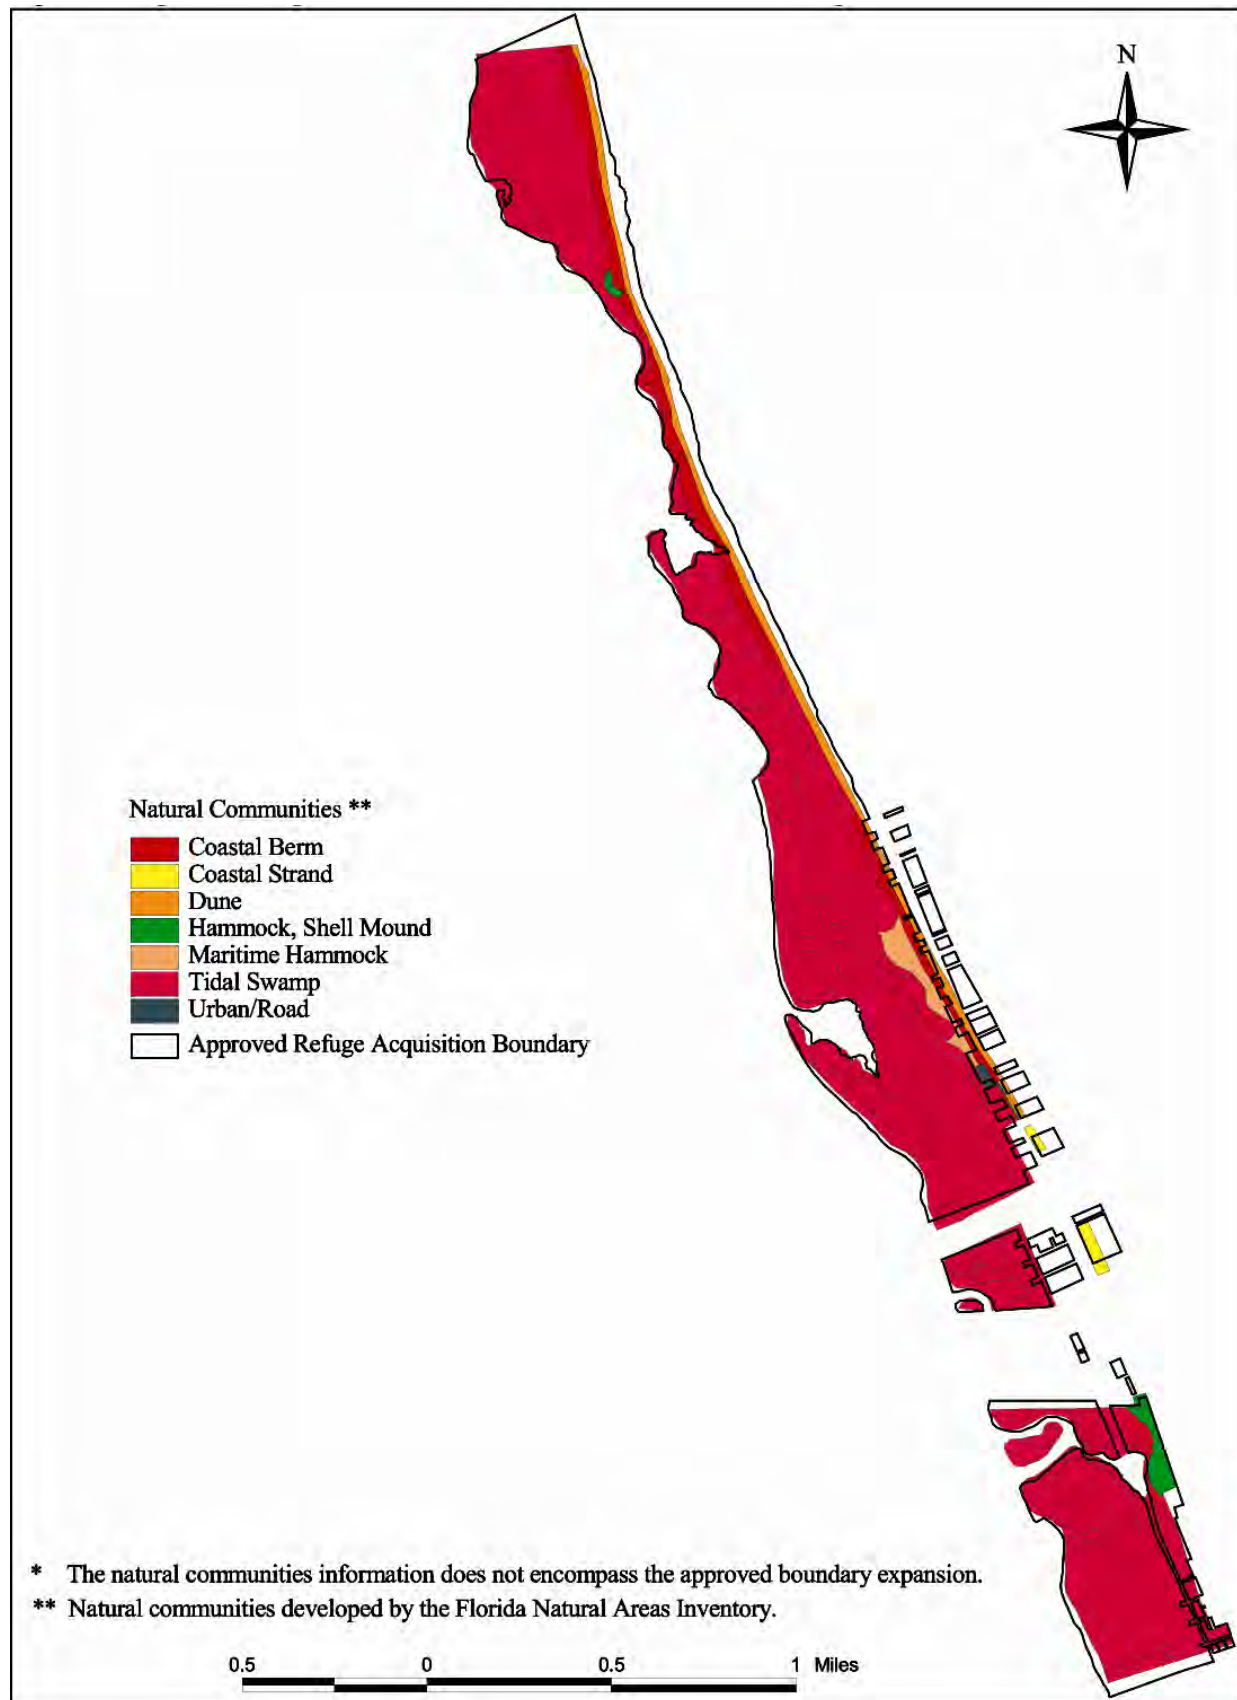 N
Natural Communities **
Coastal Berm
Coastal Strand
Dune
Hammock, Shell Mound
Maritime Hammock
Tidal Swamp
Urban/Road
Approved Refuge Acquisition Boundary
* The natural communities information does not encompass the approved boundary expansion.
** Natural communities developed by the Florida Natural Areas Inventory.
0.5 0 0.5 1 Miles